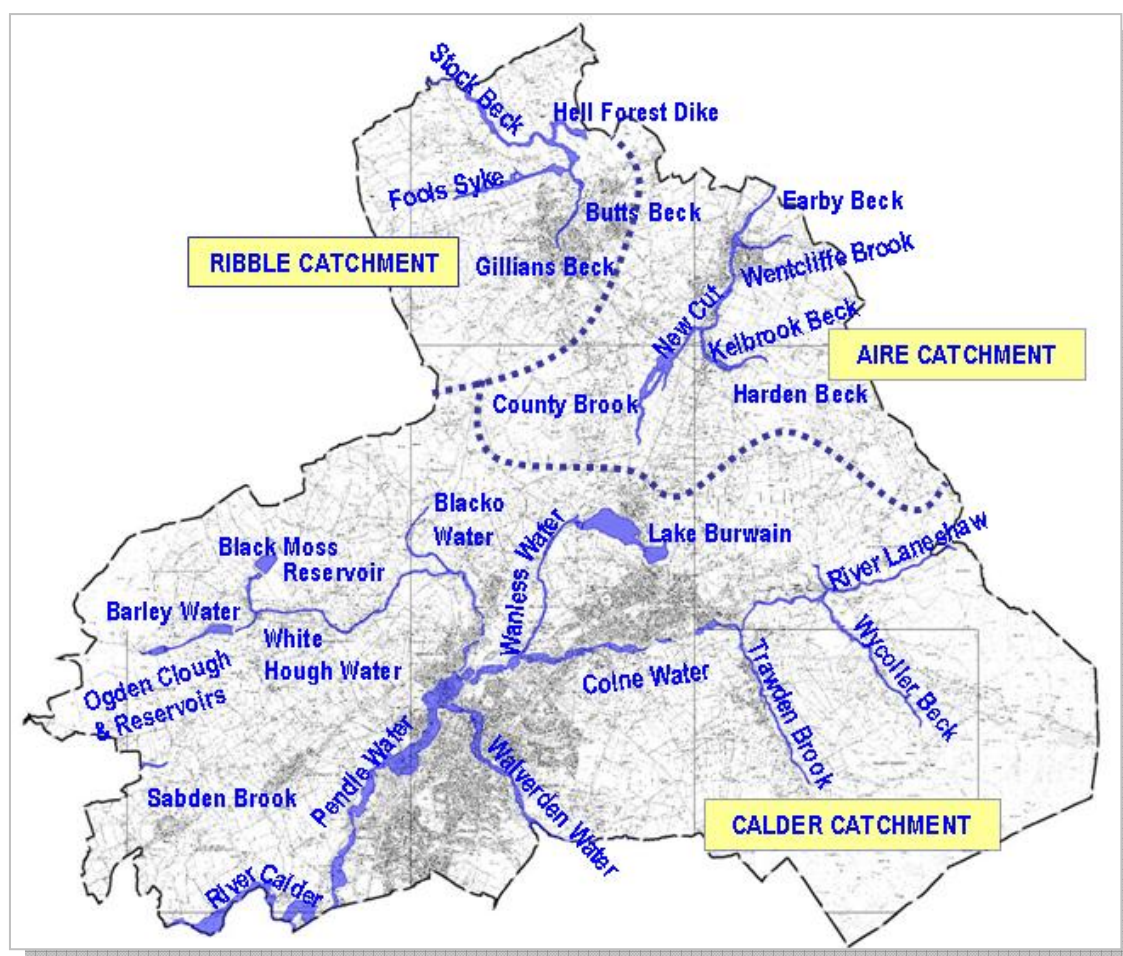 Stock Beck
Hell Forest Dike
Fools Syke
Butts Beck
Earby Beck
RIBBLE CATCHMENT
Gillians Beck
Wentcliffe Brook
New Cut
Kelbrook Beck
AIRE CATCHMENT
County Brook
Harden Beck
Blacko
Water
Wanless Water
Lake Burwain
Black Moss
Reservoir
River Laneshaw
Barley Water
White
Hough Water
Ogden Clough
& Reservoirs
Colne Water
Wycoller Beck
Trawden Brook
Pendle Water
Walverden Water
Sabden Brook
CALDER CATCHMENT
River Calder